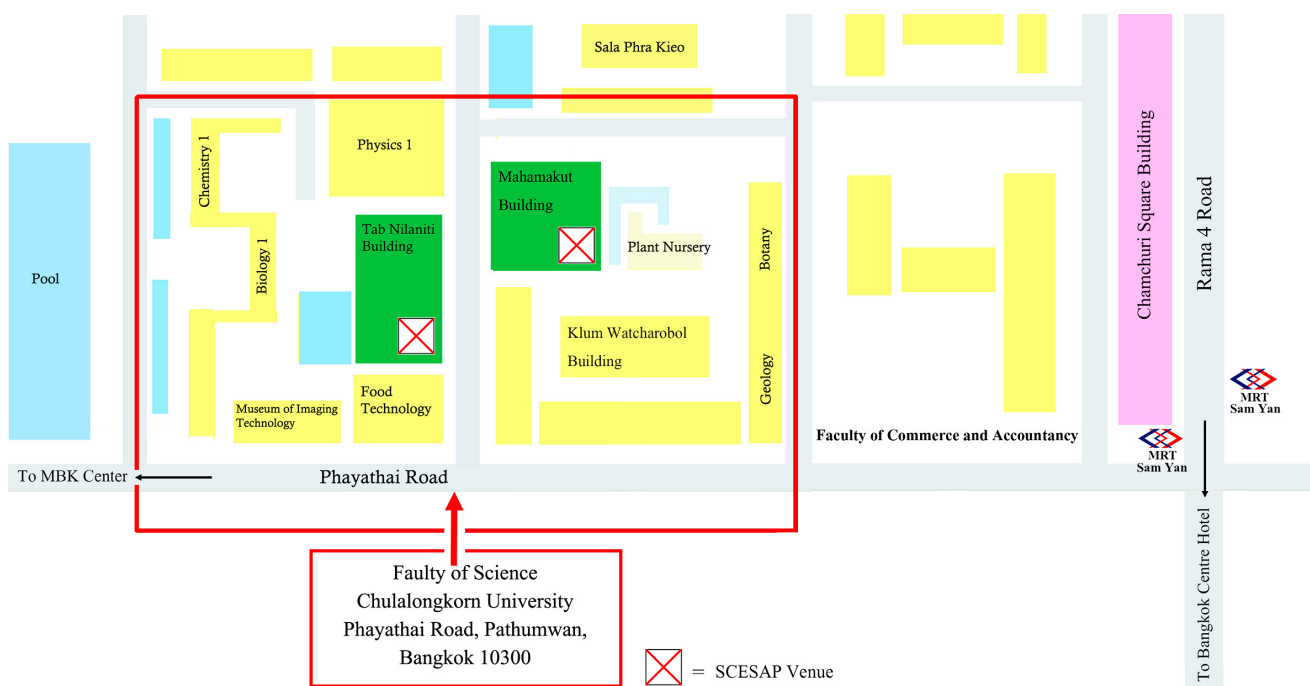 Sala Phra Kieo
Physics 1
Chemistry 1
Mahamakut
Building
Tab Nilaniti
Building
Plant Nursery
Botany
Biology 1
Pool
Klum Watcharobol
Building
Geology
Food
Technology
Museum of Imaging
Technology
Chamchuri Square Building
Rama 4 Road
MRT
Sam Yan
Faculty of Commerce and Accountancy
MRT
Sam Yan
To MBK Center
Phayathai Road
To Bangkok Centre Hotel
Faulty of Science
Chulalongkorn University
Phayathai Road, Pathumwan,
Bangkok 10300
= SCESAP Venue